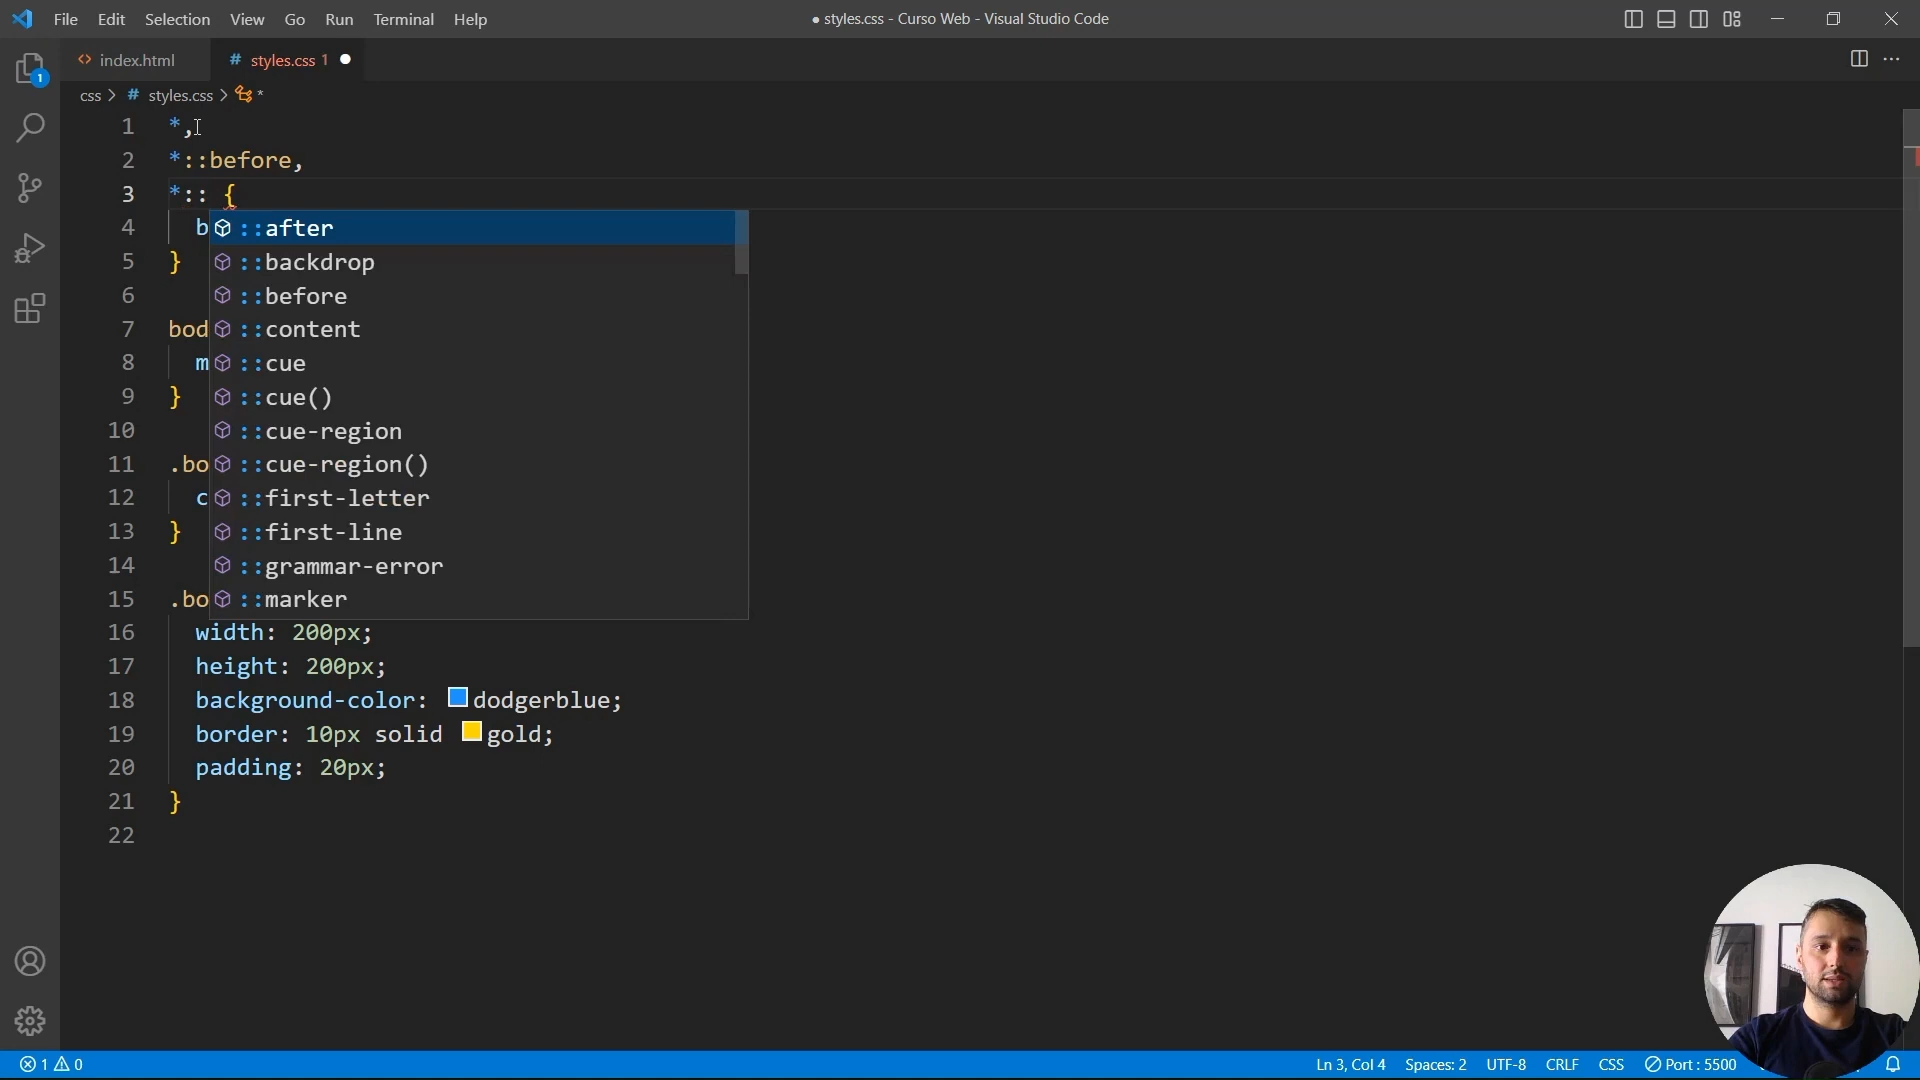 File Edit Selection View Go Run Terminal Help
● styles.css - Curso Web - Visual Studio Code
index.html
# styles.css 1 ●
css > # styles.css > *
1 *,
2 *::before,
3 *:: {
4 b
::after
5 }
::backdrop
6
::before
7 bod
::content
8 m
::cue
9 }
::cue()
10
::cue-region
11 .bo
::cue-region()
12 c
::first-letter
13 }
::first-line
14
::grammar-error
15 .bo
::marker
16 width: 200px;
17 height: 200px;
18 background-color: dodgerblue;
19 border: 10px solid gold;
20 padding: 20px;
21 }
22
1
1 0
Ln 3, Col 4 Spaces: 2 UTF-8 CRLF CSS Port : 5500